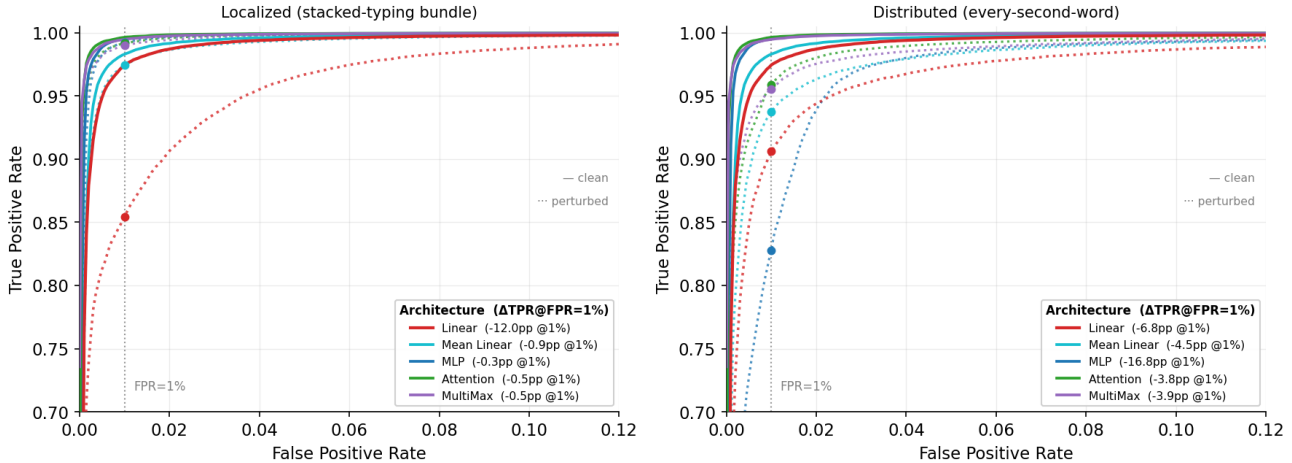 Localized (stacked-typing bundle)
True Positive Rate
1.00
0.95
0.90
0.85
0.80
0.75
0.70
— clean
··· perturbed
FPR=1%
Architecture (ΔTPR@FPR=1%)
Linear (-12.0pp @1%)
Mean Linear (-0.9pp @1%)
MLP (-0.3pp @1%)
Attention (-0.5pp @1%)
MultiMax (-0.5pp @1%)
0.00 0.02 0.04 0.06 0.08 0.10 0.12
False Positive Rate
Distributed (every-second-word)
True Positive Rate
1.00
0.95
0.90
0.85
0.80
0.75
0.70
— clean
··· perturbed
FPR=1%
Architecture (ΔTPR@FPR=1%)
Linear (-6.8pp @1%)
Mean Linear (-4.5pp @1%)
MLP (-16.8pp @1%)
Attention (-3.8pp @1%)
MultiMax (-3.9pp @1%)
0.00 0.02 0.04 0.06 0.08 0.10 0.12
False Positive Rate